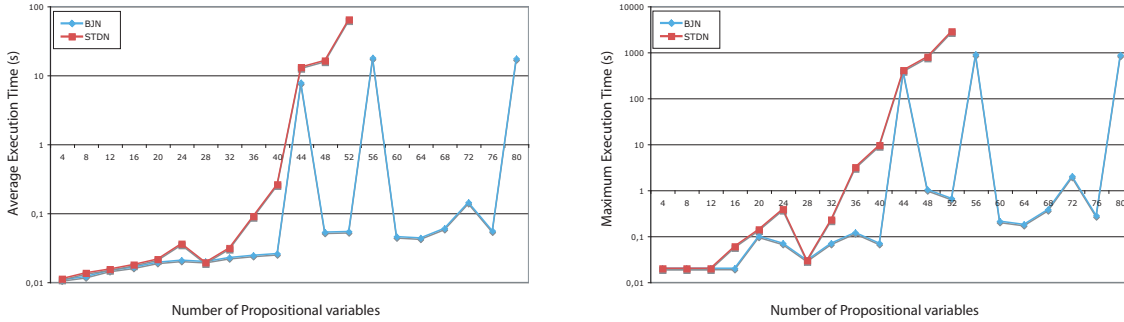 100
10
1
0,1
0,01
BJN
STDN
4 8 12 16 20 24 28 32 36 40 44 48 52 56 60 64 68 72 76 80
Average Execution Time (s)
Number of Propositional variables
10000
1000
100
10
1
0,1
0,01
BJN
STDN
4 8 12 16 20 24 28 32 36 40 44 48 52 56 60 64 68 72 76 80
Maximum Execution Time (s)
Number of Propositional variables